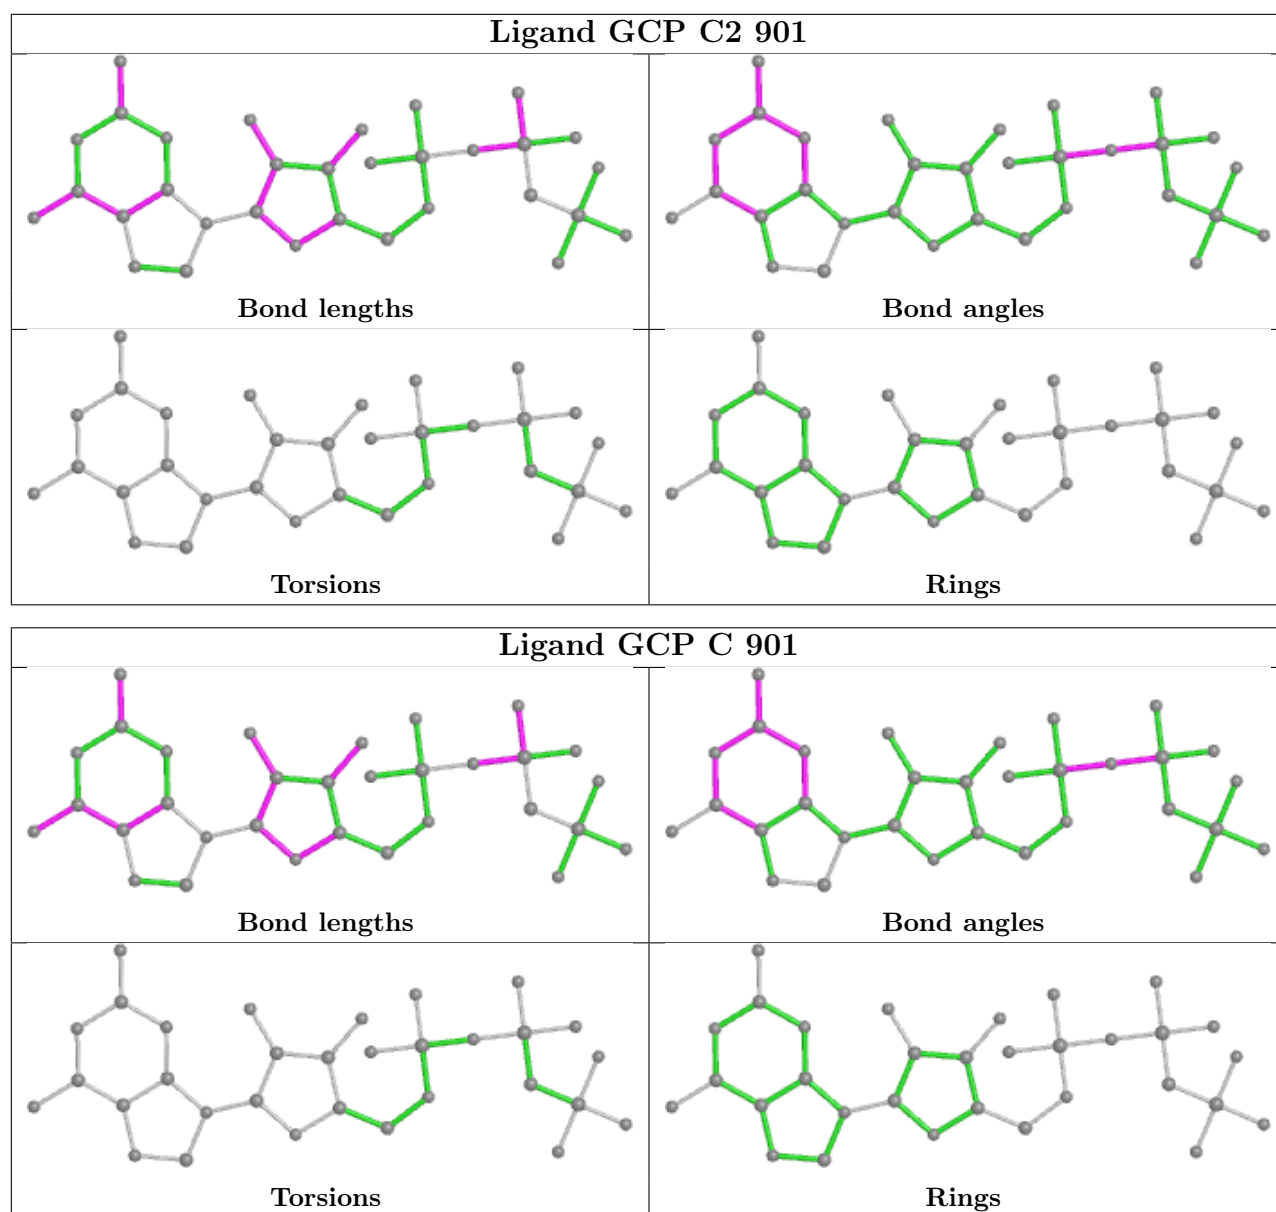 Ligand GCP C2 901
Bond lengths
Bond angles
Torsions
Rings
Ligand GCP C 901
Bond lengths
Bond angles
Torsions
Rings